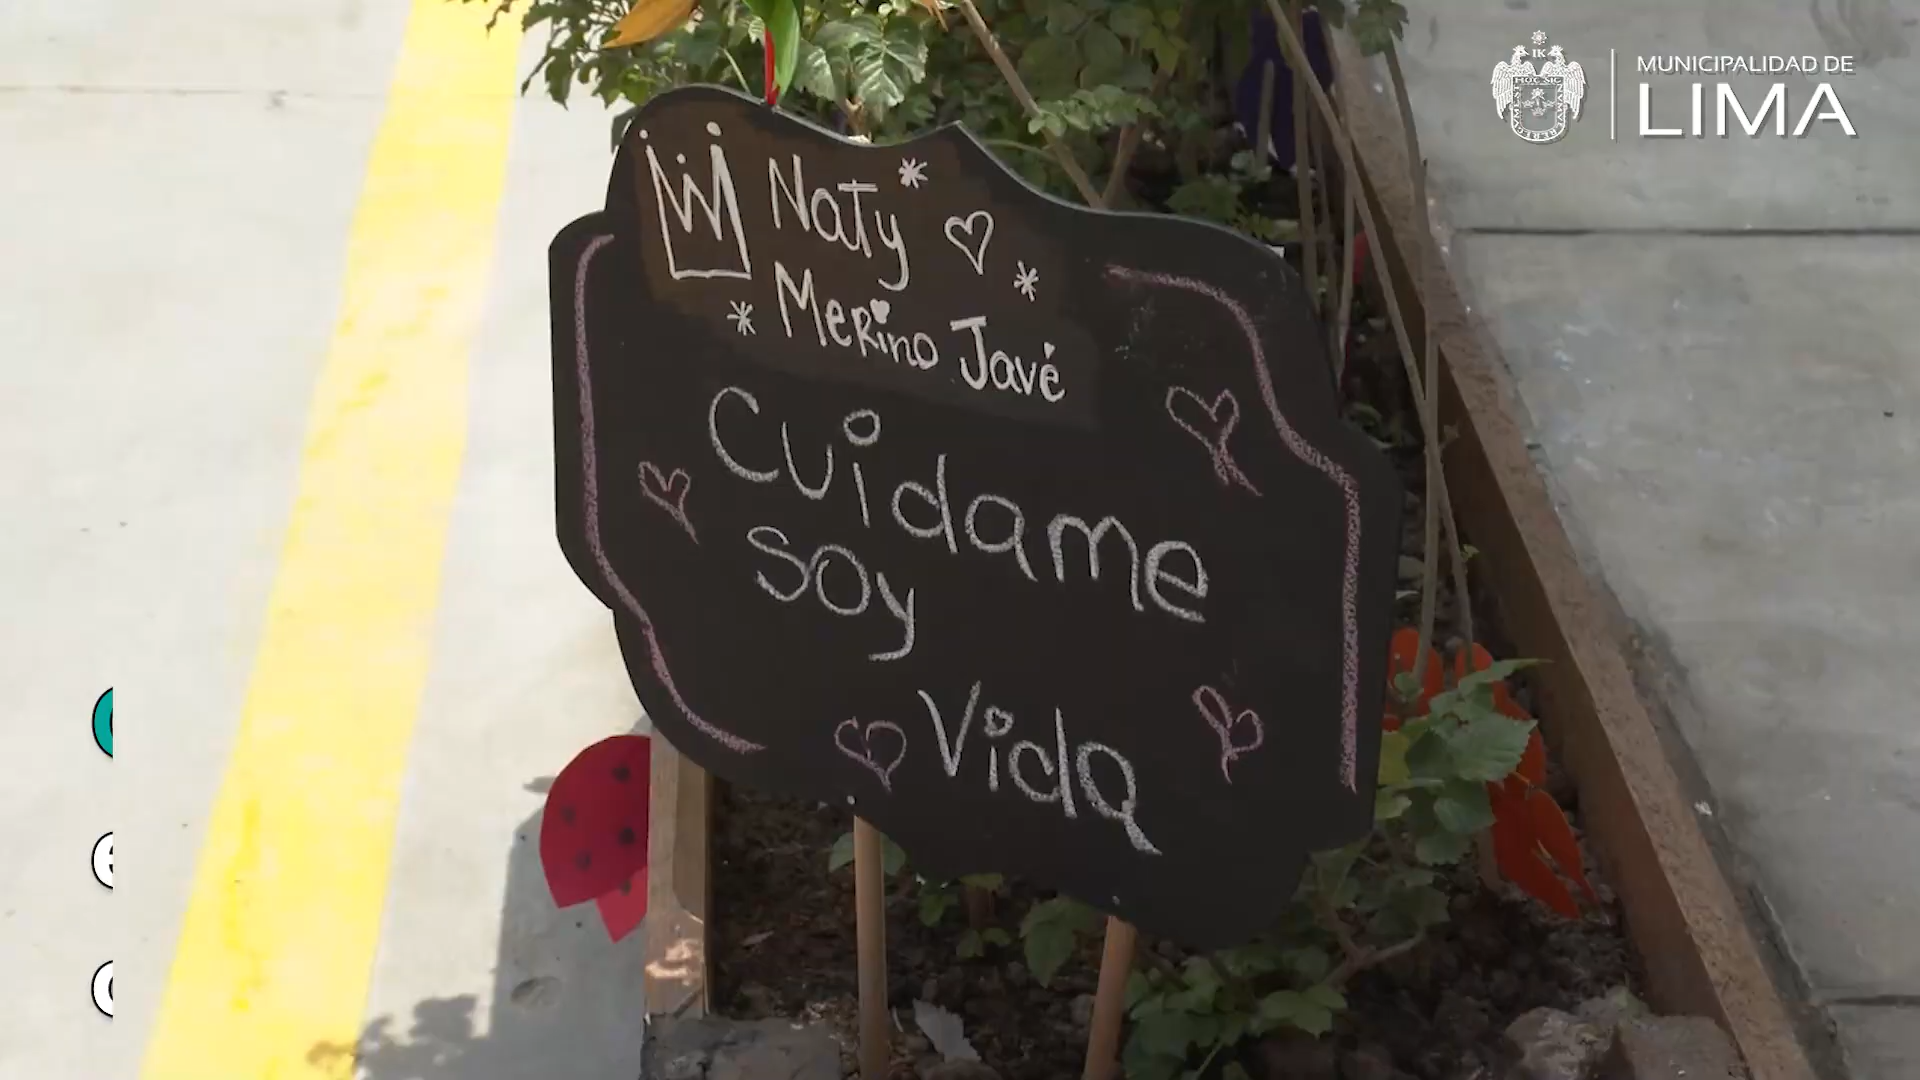 MUNICIPALIDAD DE
LIMA
Naty
Merino Javé
Cuidame
soy
Vida